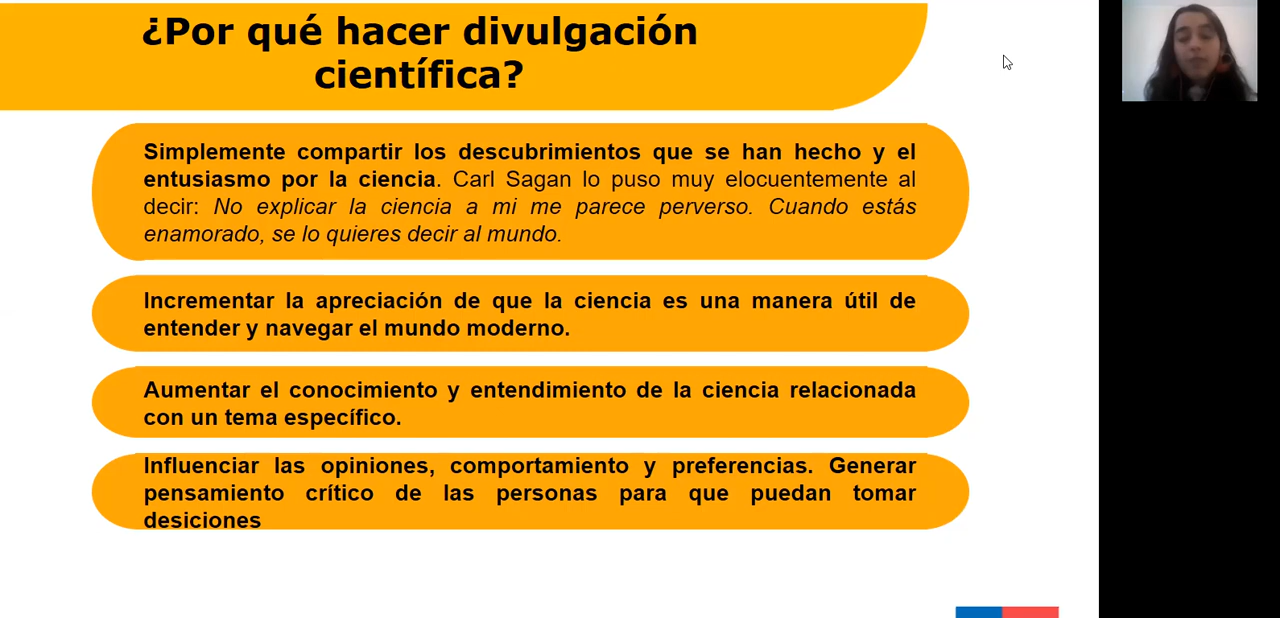 ¿Por qué hacer divulgación
científica?
Simplemente compartir los descubrimientos que se han hecho y el
entusiasmo por la ciencia. Carl Sagan lo puso muy elocuentemente al
decir: No explicar la ciencia a mi me parece perverso. Cuando estás
enamorado, se lo quieres decir al mundo.
Incrementar la apreciación de que la ciencia es una manera útil de
entender y navegar el mundo moderno.
Aumentar el conocimiento y entendimiento de la ciencia relacionada
con un tema específico.
Influenciar las opiniones, comportamiento y preferencias. Generar
pensamiento crítico de las personas para que puedan tomar
desiciones